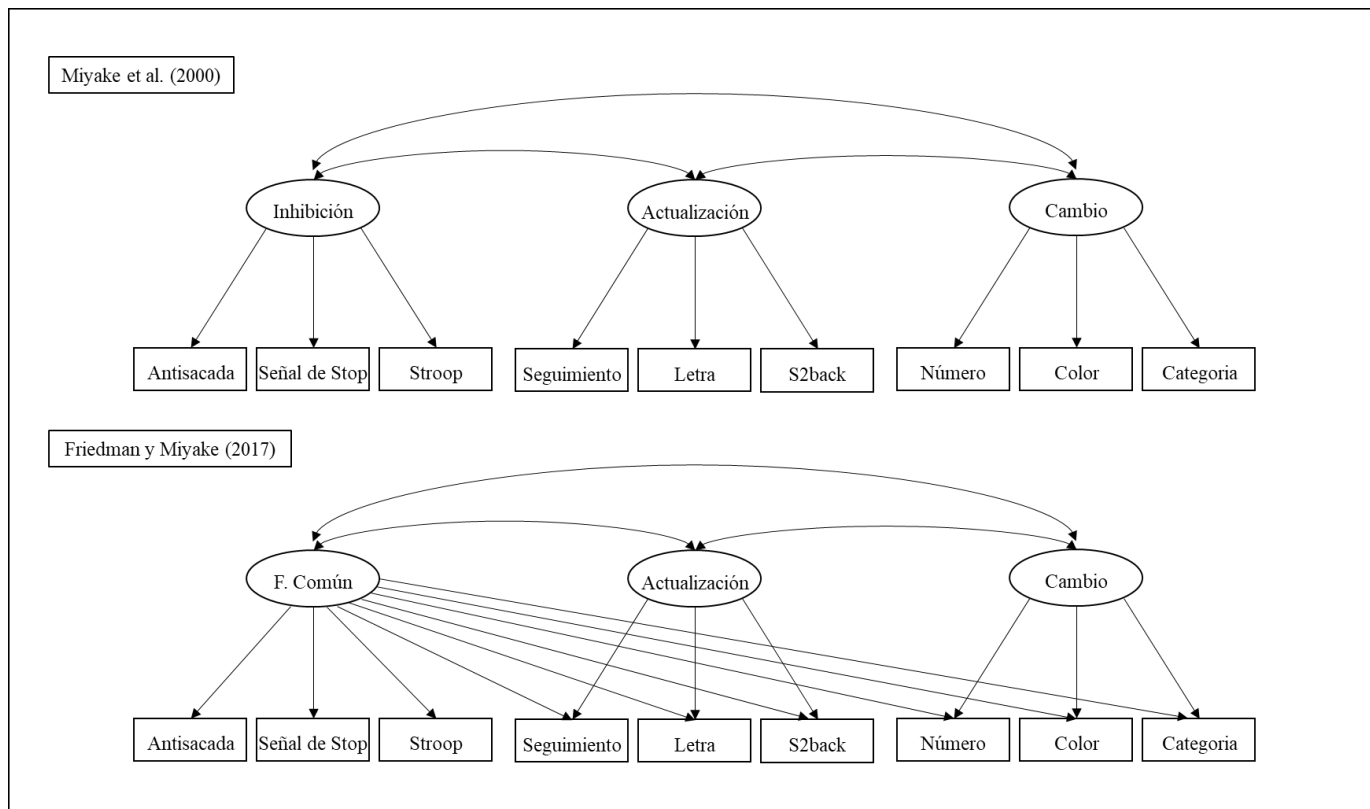 Miyake et al. (2000)
Inhibición
Actualización
Cambio
Antisacada
Señal de Stop
Stroop
Seguimiento
Letra
S2back
Número
Color
Categoria
Friedman y Miyake (2017)
F. Común
Actualización
Cambio
Antisacada
Señal de Stop
Stroop
Seguimiento
Letra
S2back
Número
Color
Categoria